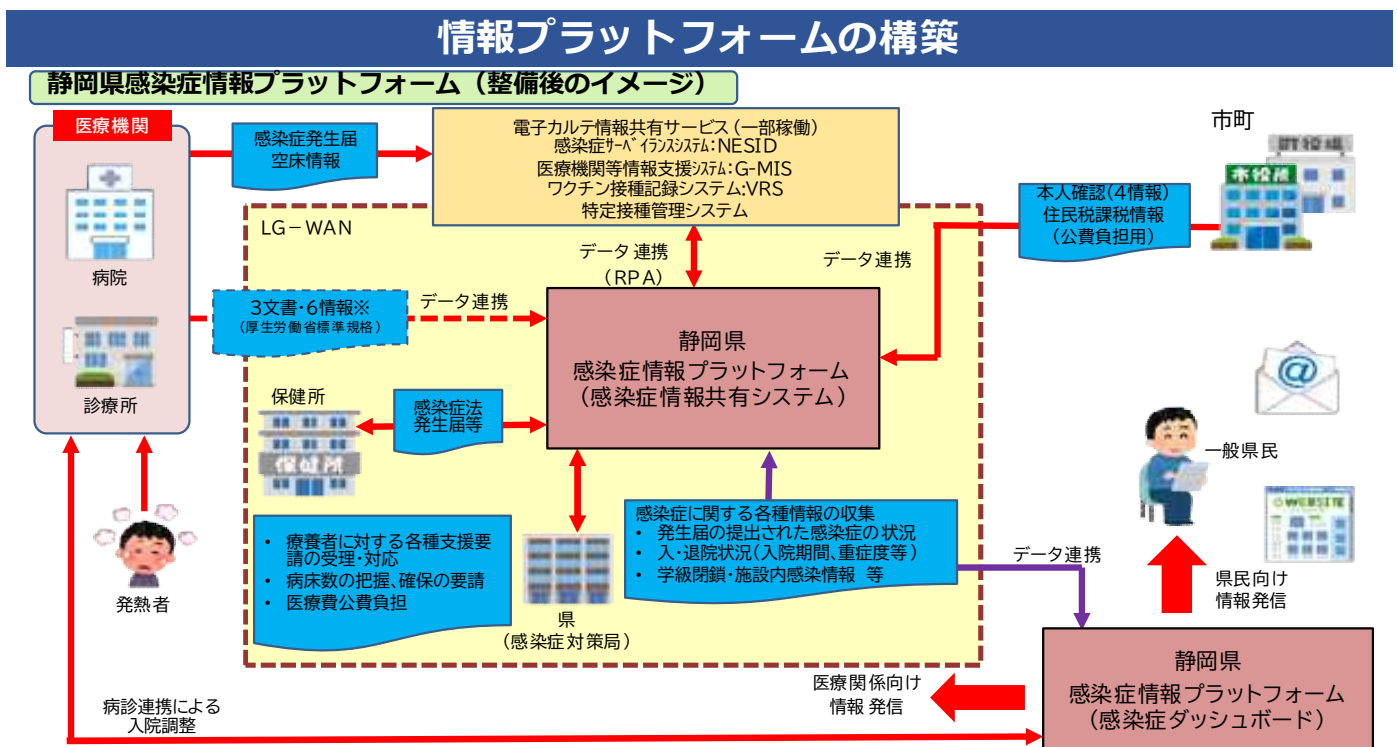 情報プラットフォームの構築
静岡県感染症情報プラットフォーム（整備後のイメージ）
医療機関
病院
診療所
感染症発生届
空床情報
電子カルテ情報共有サービス（一部稼働）
感染症ｻｰﾍﾞｲﾗﾝｽｼｽﾃﾑ：NESID
医療機関等情報支援ｼｽﾃﾑ：G-MIS
ワクチン接種記録システム:VRS
特定接種管理システム
市町
町役場
市役所
本人確認（4情報）
住民税課税情報
（公費負担用）
LG－WAN
データ連携
（RPA）
データ連携
3文書・6情報※
（厚生労働省標準規格）
データ連携
静岡県
感染症情報プラットフォーム
（感染症情報共有システム）
保健所
保健所
感染症法
発生届等
一般県民
@
WEBSITE
発熱者
• 療養者に対する各種支援要
請の受理・対応
• 病床数の把握、確保の要請
• 医療費公費負担
県
（感染症対策局）
感染症に関する各種情報の収集
• 発生届の提出された感染症の状況
• 入・退院状況（入院期間、重症度等）
• 学級閉鎖・施設内感染情報 等
データ連携
県民向け
情報発信
医療関係向け
情報発信
静岡県
感染症情報プラットフォーム
（感染症ダッシュボード）
病診連携による
入院調整